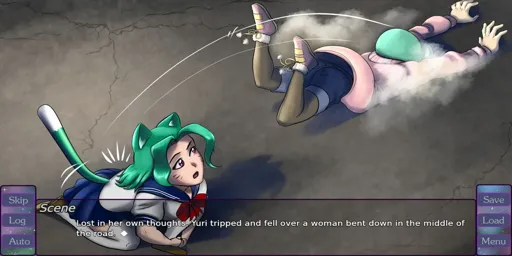 Skip
Log
Auto
Scene
Lost in her own thoughts, Yuri tripped and fell over a woman bent down in the middle of
the road.
Save
Load
Menu